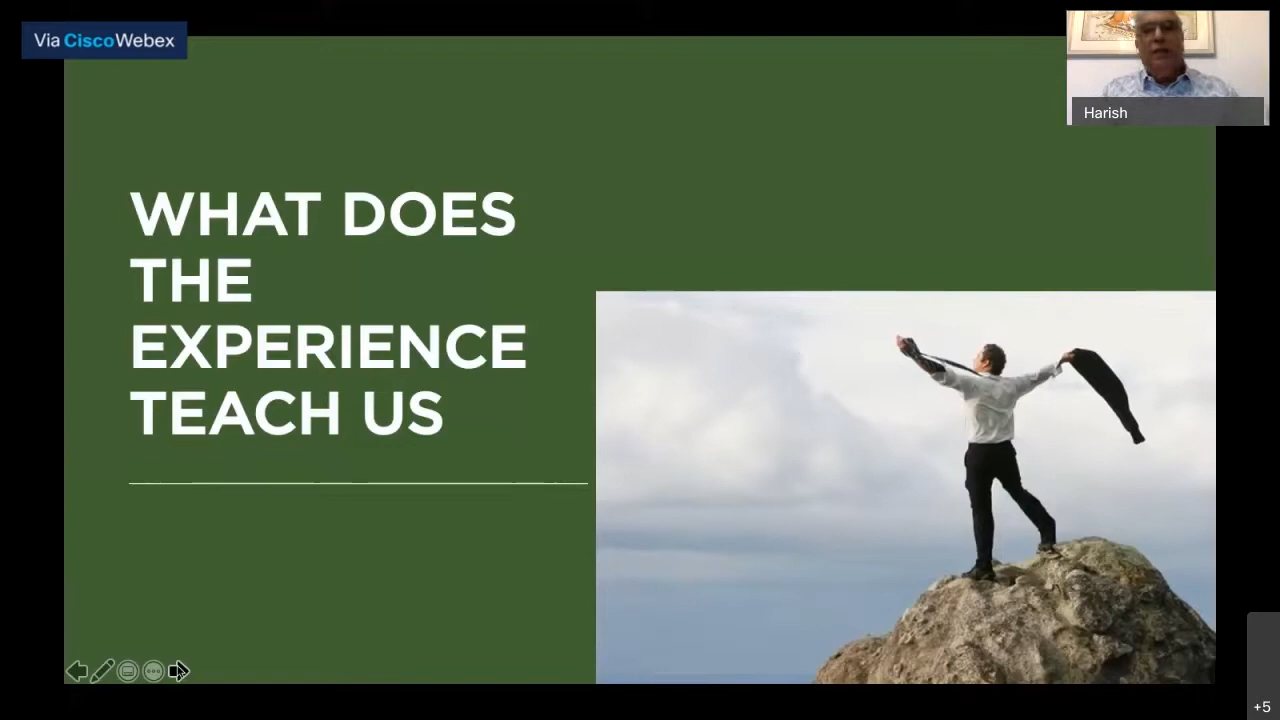 Via CiscoWebex
Harish
WHAT DOES
THE
EXPERIENCE
TEACH US
+5